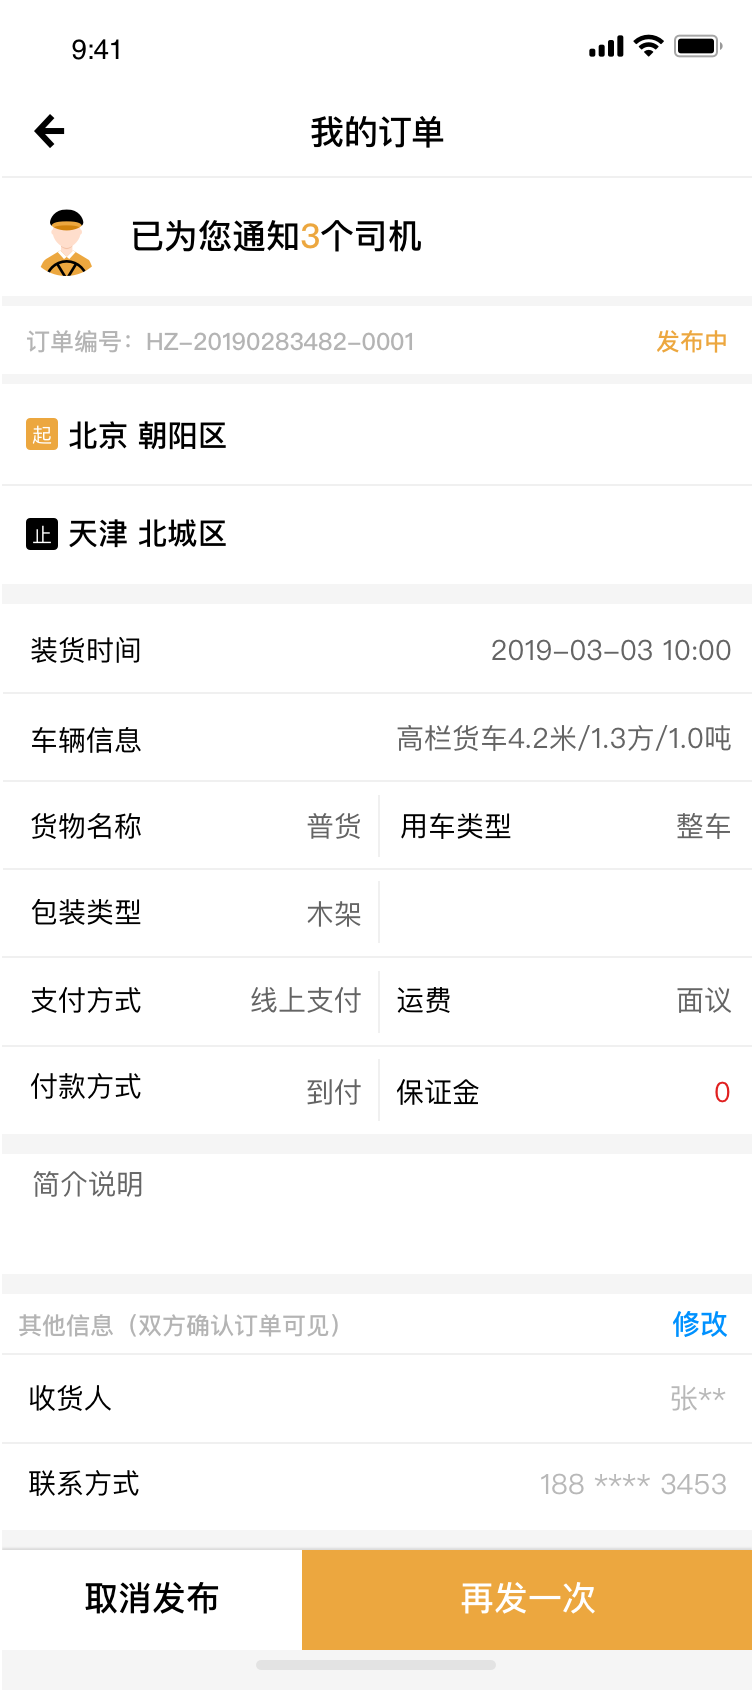 9:41
我的订单
已为您通知3个司机
订单编号：HZ-20190283482-0001 发布中
起 北京 朝阳区
止 天津 北城区
装货时间 2019-03-03 10:00
车辆信息 高栏货车4.2米/1.3方/1.0吨
货物名称 普货 用车类型 整车
包装类型 木架
支付方式 线上支付 运费 面议
付款方式 到付 保证金 0
简介说明
其他信息（双方确认订单可见） 修改
收货人 张**
联系方式 188 **** 3453
取消发布 再发一次